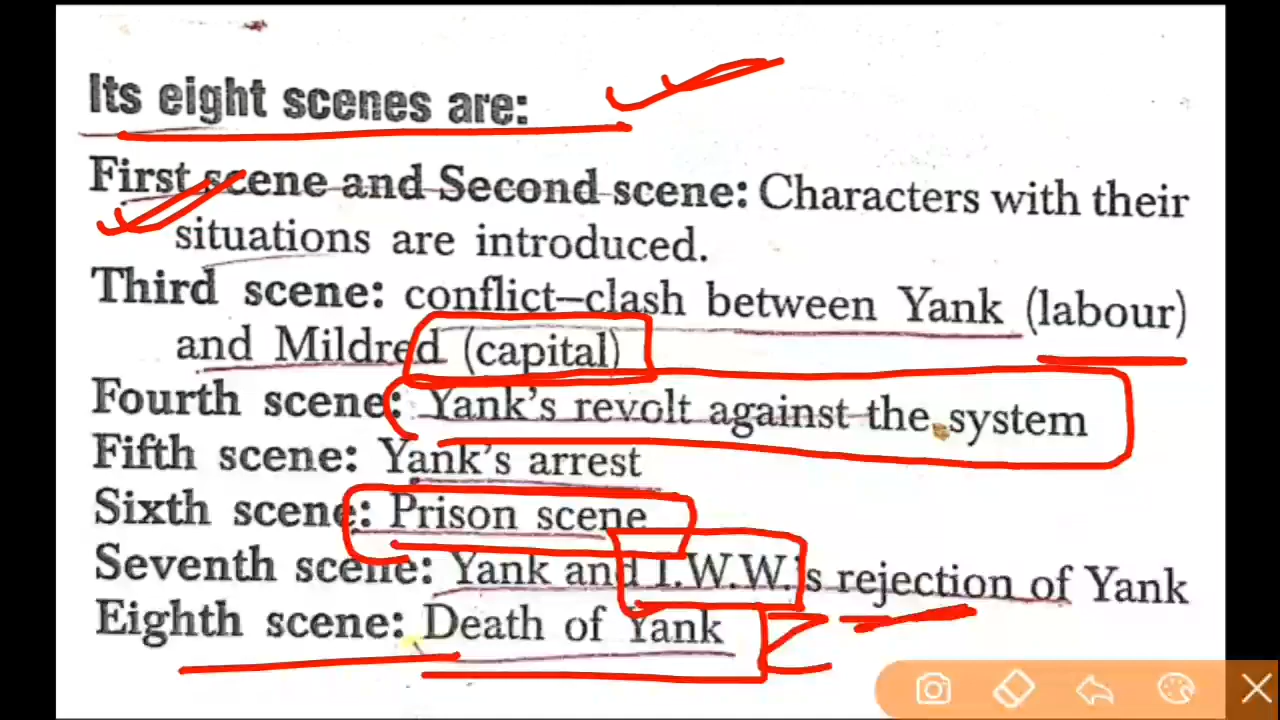 Its eight scenes are:
First scene and Second scene: Characters with their
situations are introduced.
Third scene: conflict–clash between Yank (labour)
and Mildred (capital)
Fourth scene: Yank's revolt against the system
Fifth scene: Yank's arrest
Sixth scene: Prison scene
Seventh scene: Yank and I.W.W.'s rejection of Yank
Eighth scene: Death of Yank